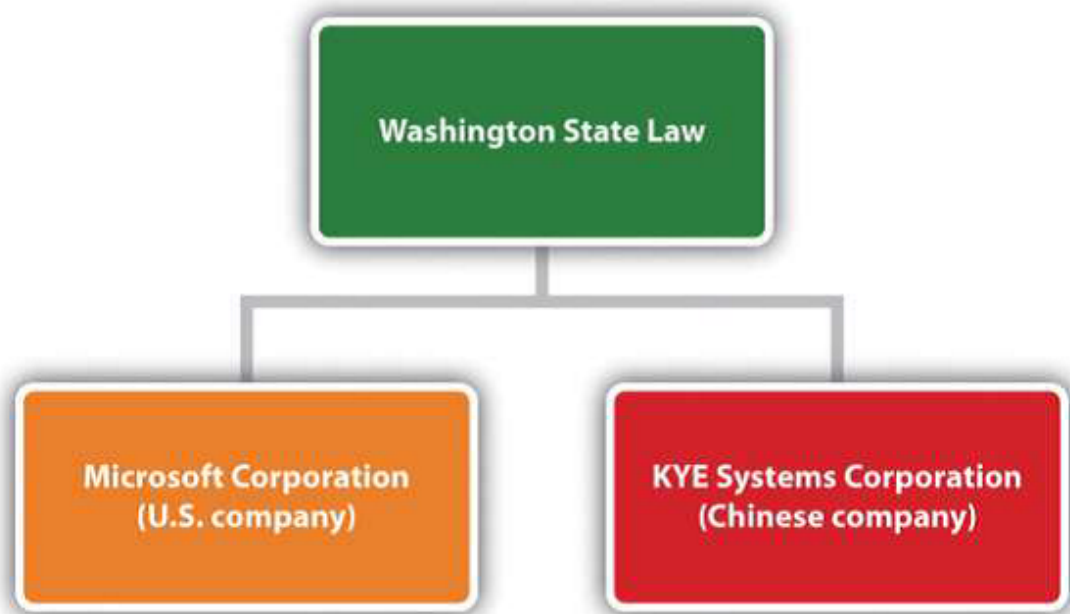 Washington State Law
Microsoft Corporation
(U.S. company)
KYE Systems Corporation
(Chinese company)